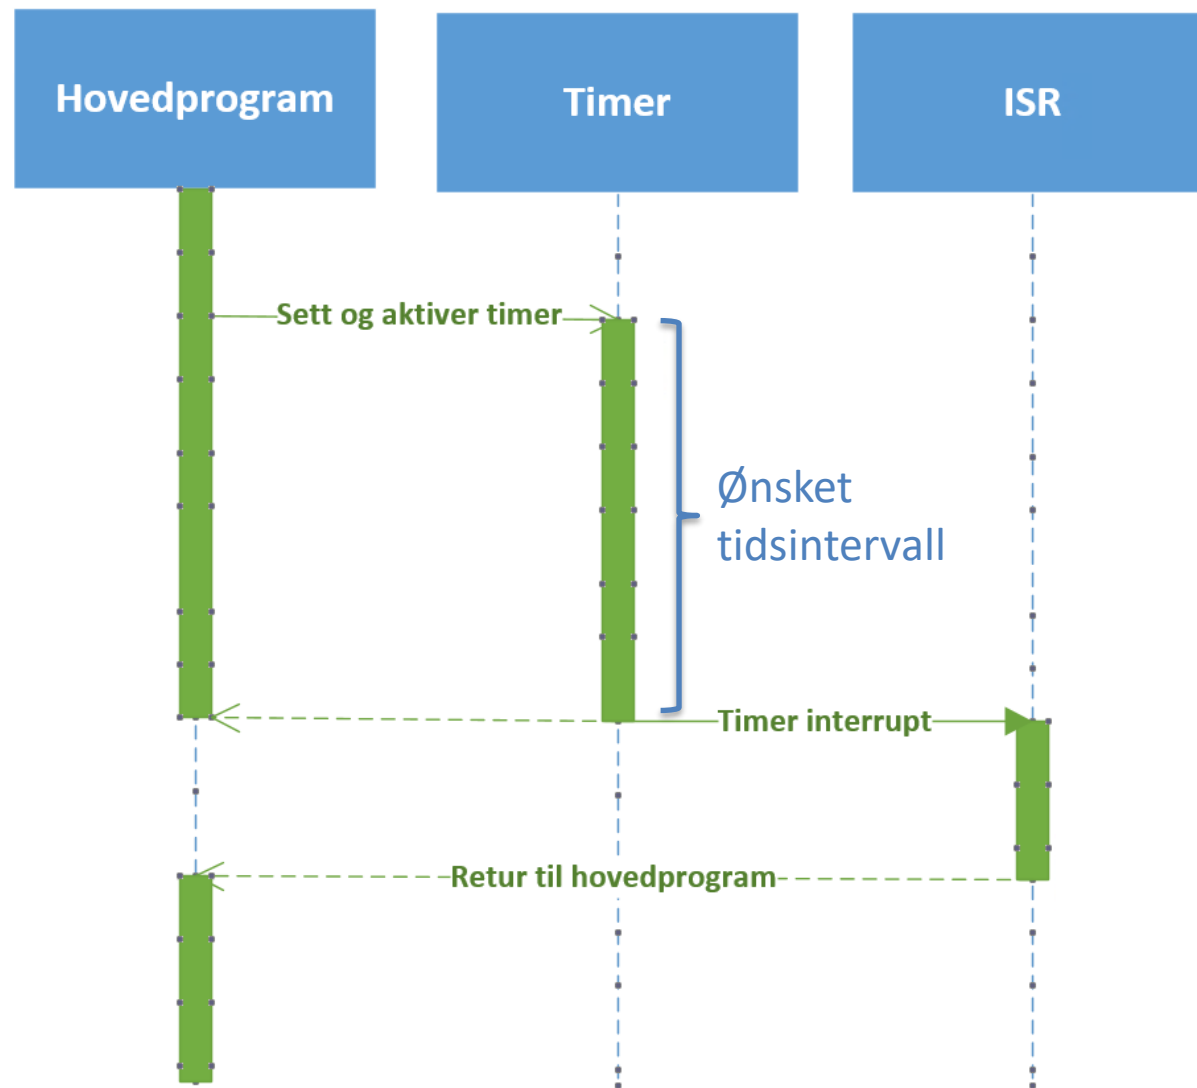 Hovedprogram
Timer
ISR
Sett og aktiver timer
Ønsket
tidsintervall
Timer interrupt
Retur til hovedprogram